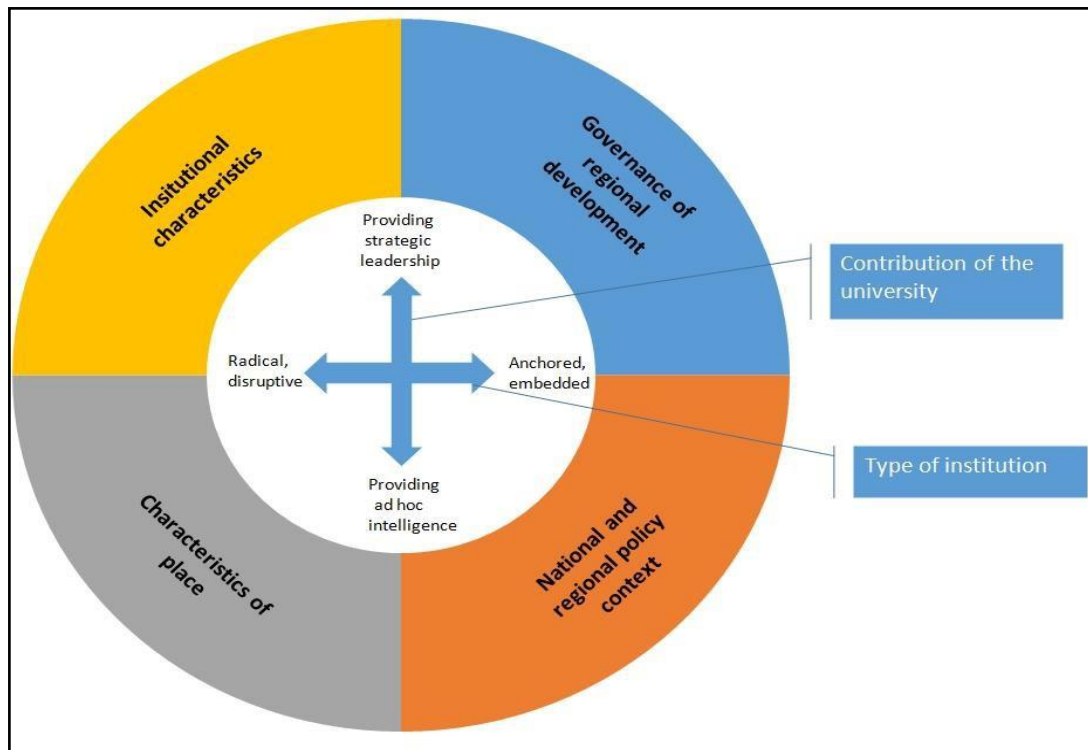 Insitutional
characteristics
Governance of
regional
development
Providing
strategic
leadership
Contribution of the
university
Radical,
disruptive
Anchored,
embedded
Type of institution
Providing
ad hoc
intelligence
Characteristics of
place
National and
regional policy
context